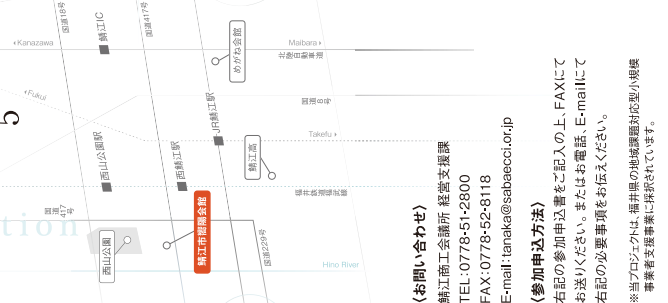 国道18号
鯖江IC
国道417号
めがね会館
Kanazawa
Maibara
北陸自動車道
Fukui
国道8号
JR鯖江駅
Takefu
鯖江高
西山公園駅
西鯖江駅
福井鉄道福武線
国道
417
号
tion
5
鯖江市嚮陽会館
西山公園
国道229号
Hino River
〈お問い合わせ〉
鯖江商工会議所 経営支援課
TEL:0778-51-2800
FAX:0778-52-8118
E-mail:tanaka@sabaecci.or.jp
〈参加申込方法〉
右記の参加申込書をご記入の上、FAXにて
お送りください。またはお電話、E-mailにて
右記の必要事項をお伝えください。
※当プロジェクトは、福井県の地域課題対応型小規模
事業者支援事業に採択されています。